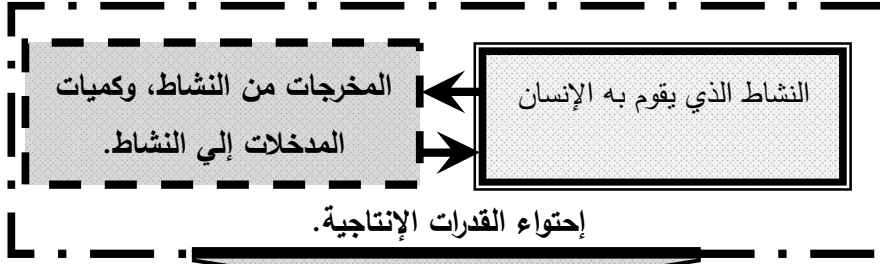 النشاط الذي يقوم به الإنسان
المخرجات من النشاط، وكميات
المدخلات إلي النشاط.
إحتواء القدرات الإنتاجية.